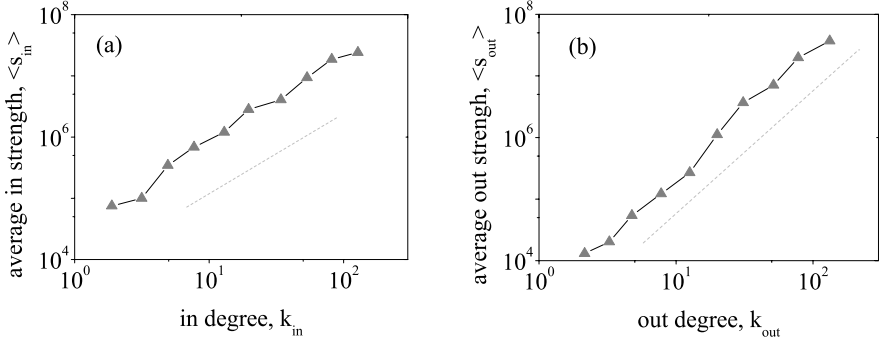 (a)
average in strength, <s_in>
10^8
10^6
10^4
10^0
10^1
10^2
in degree, k_in
(b)
average out strengh, <s_out>
10^8
10^6
10^4
10^0
10^1
10^2
out degree, k_out